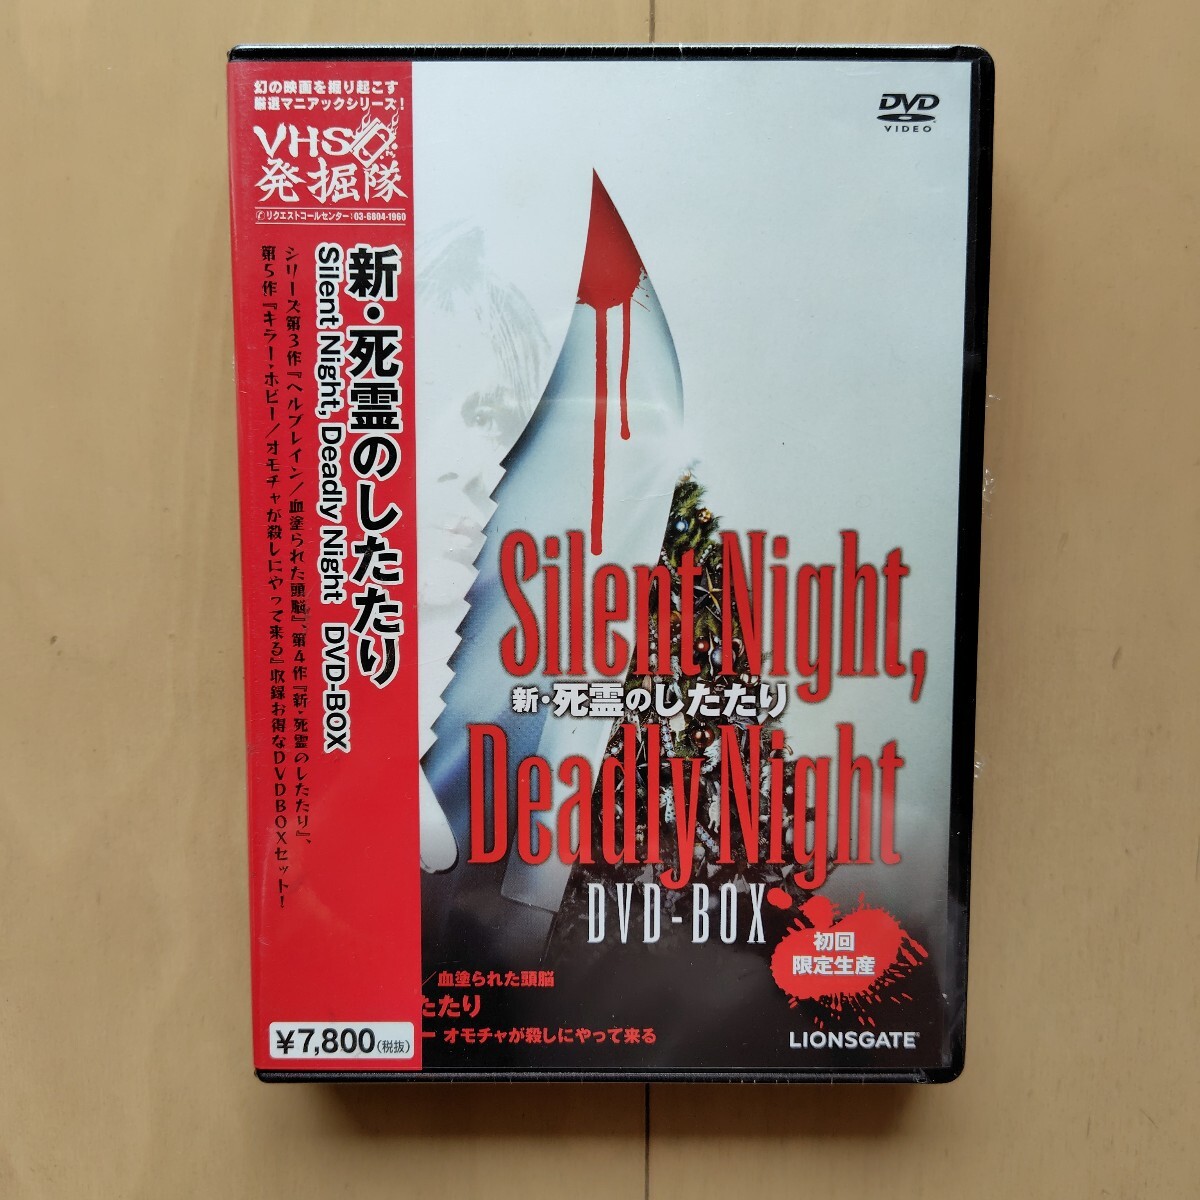 幻の映画を掘り起こす
厳選マニアックシリーズ!
VHS
発掘隊
リクエストコールセンター:03-6804-1960
新・死霊のしたたり
Silent Night, Deadly Night DVD-BOX
シリーズ第3作『ヘルブレイン/血塗られた頭脳』、第4作『新・死霊のしたたり』、
第5作『キラー・ホビー/オモチャが殺しにやって来る』収録お得なDVDBOXセット!
¥7,800(税抜)
DVD
VIDEO
Silent Night,
新・死霊のしたたり
Deadly Night
DVD-BOX
初回
限定生産
/血塗られた頭脳
たたり
ー オモチャが殺しにやって来る
LIONSGATE